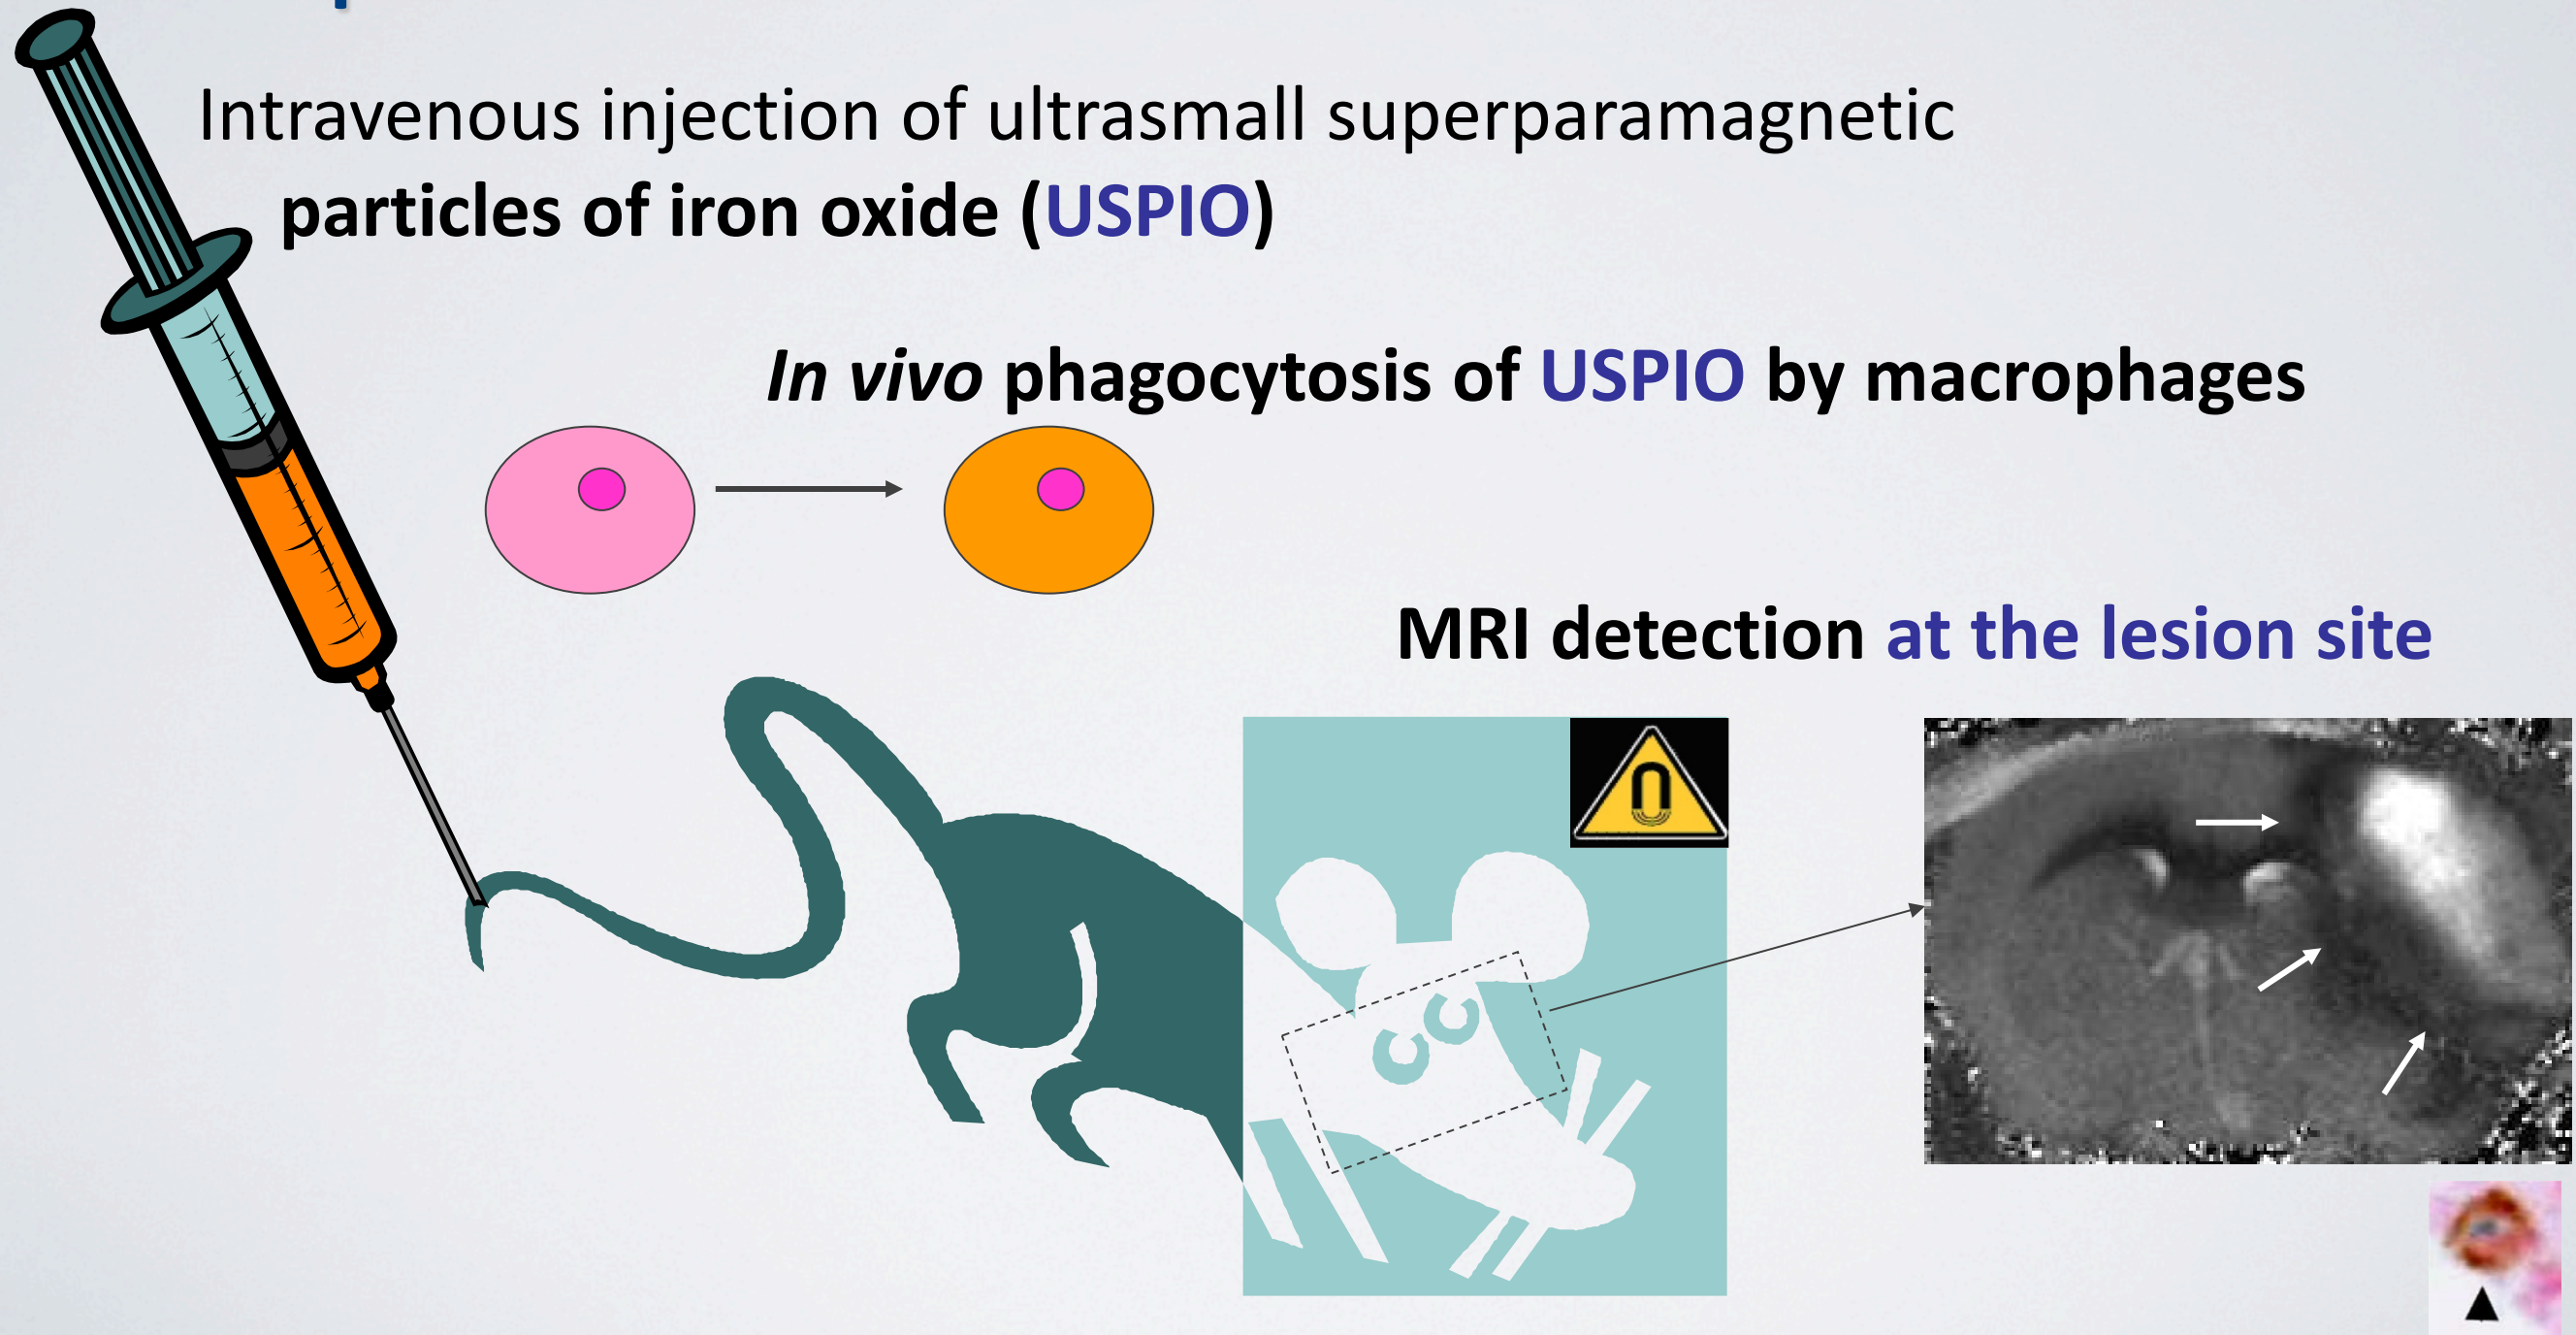 Intravenous injection of ultrasmall superparamagnetic
particles of iron oxide (USPIO)
In vivo phagocytosis of USPIO by macrophages
MRI detection at the lesion site